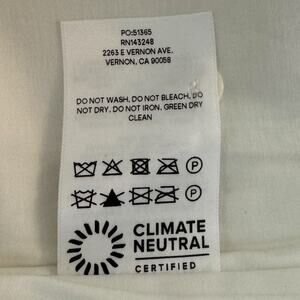 PO:51365
RN143248
2263 E VERNON AVE.
VERNON, CA 90058
DO NOT WASH, DO NOT BLEACH, DO
NOT DRY, DO NOT IRON, GREEN DRY
CLEAN
P
P
CLIMATE
NEUTRAL
CERTIFIED